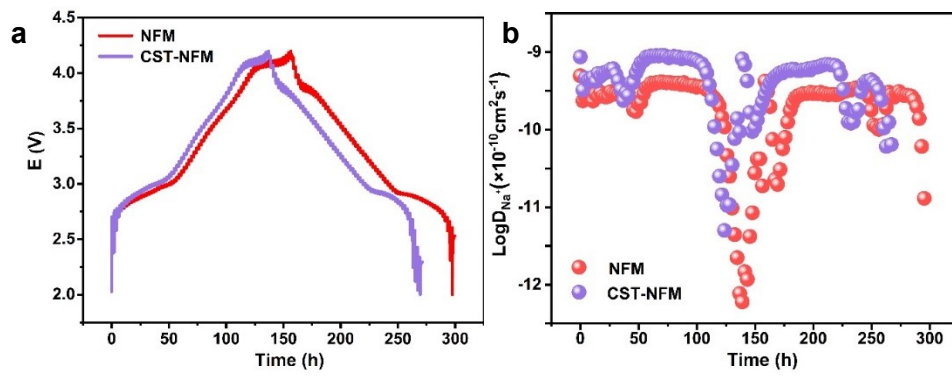 a
NFM
CST-NFM
E (V)
4.5
4.0
3.5
3.0
2.5
2.0
0 50 100 150 200 250 300
Time (h)
b
LogD_Na+(×10⁻¹⁰cm²s⁻¹)
-9
-10
-11
-12
NFM
CST-NFM
0 50 100 150 200 250 300
Time (h)